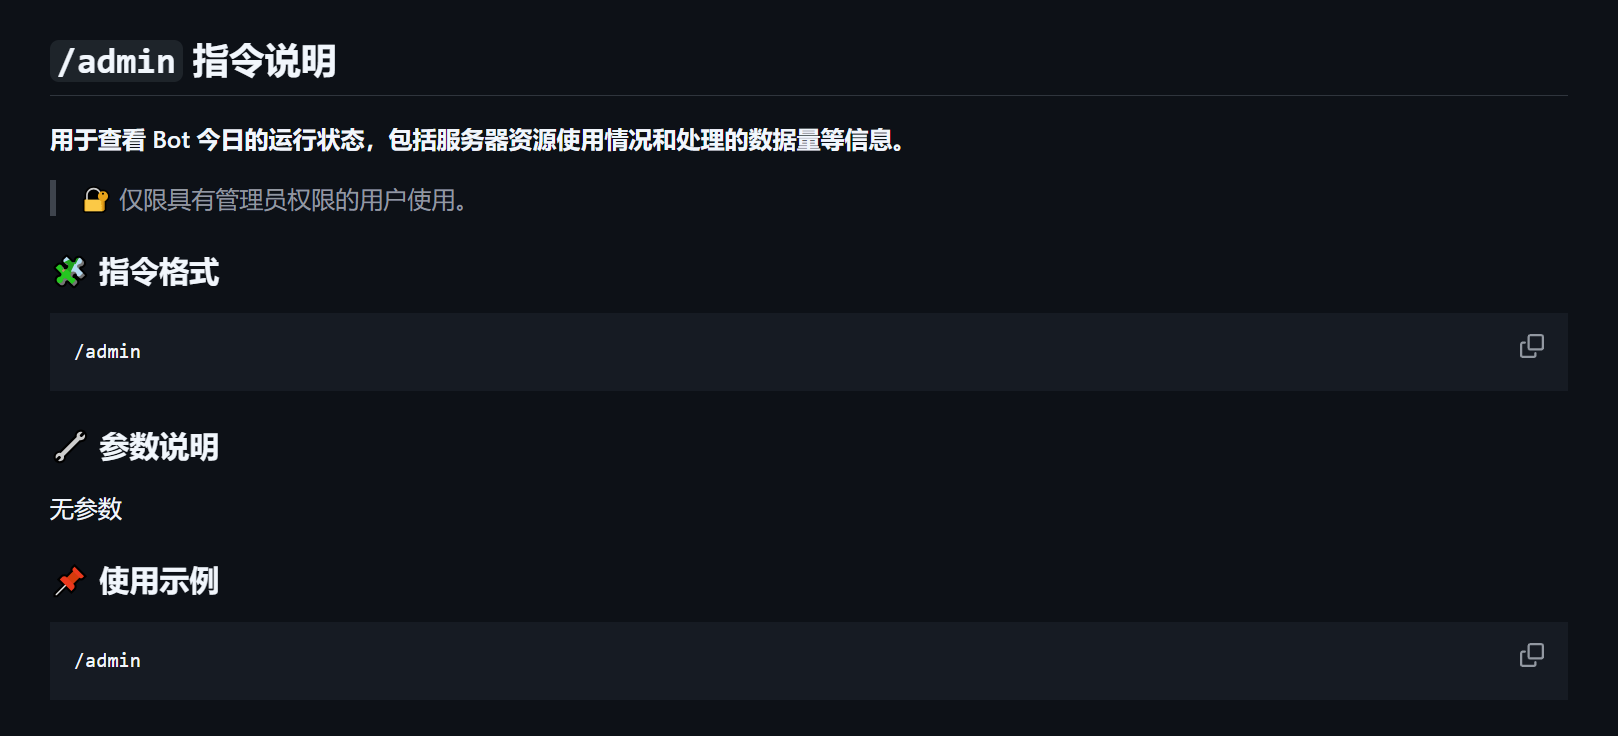 /admin 指令说明
用于查看 Bot 今日的运行状态，包括服务器资源使用情况和处理的数据量等信息。
🔐 仅限具有管理员权限的用户使用。
🧩 指令格式
/admin
🔧 参数说明
无参数
📌 使用示例
/admin